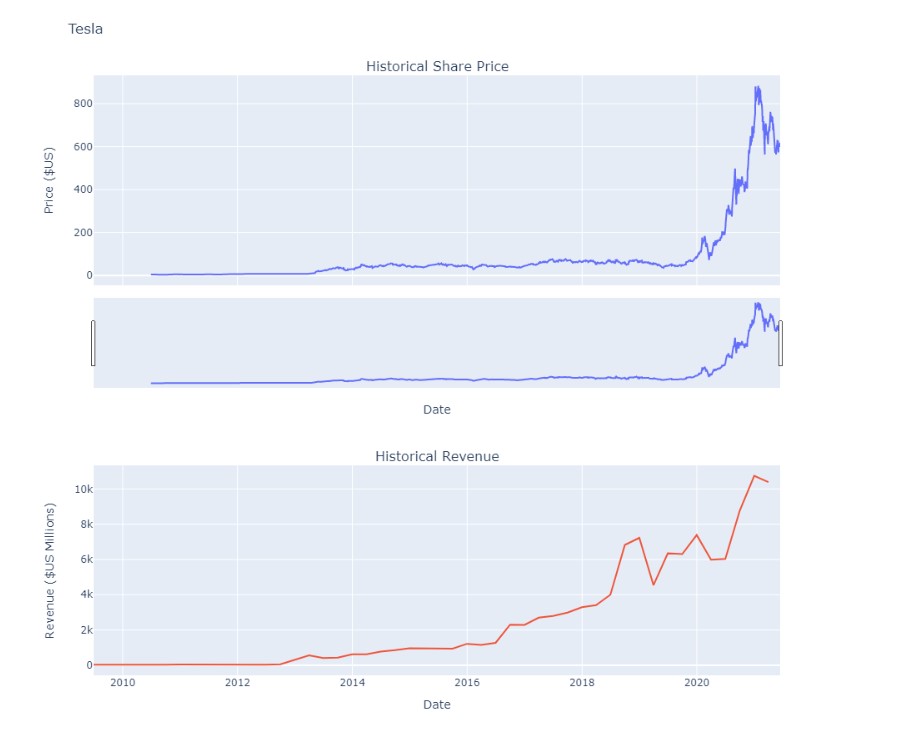 Tesla
Historical Share Price
800
600
400
200
0
Price ($US)
Date
Historical Revenue
10k
8k
6k
4k
2k
0
Revenue ($US Millions)
2010 2012 2014 2016 2018 2020
Date